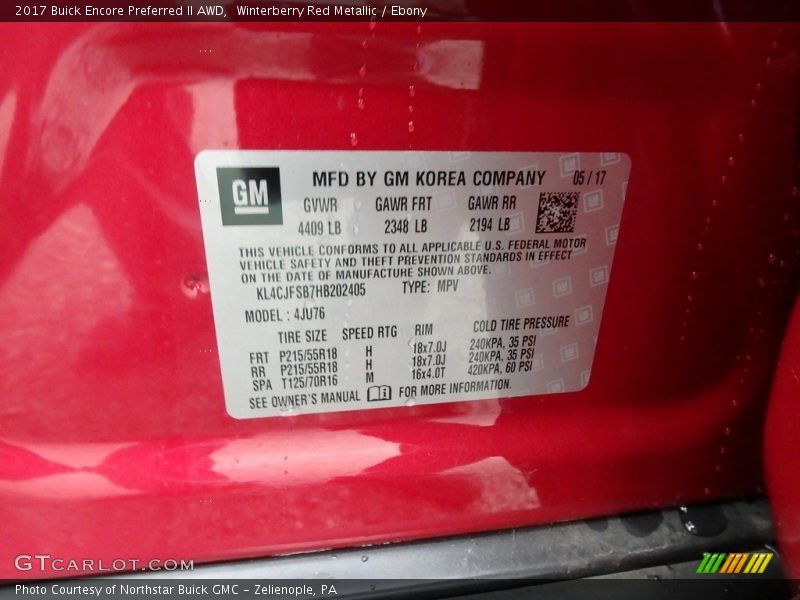 2017 Buick Encore Preferred II AWD,  Winterberry Red Metallic / Ebony
GM
MFD BY GM KOREA COMPANY 05 / 17
GVWR GAWR FRT GAWR RR
4409 LB 2348 LB 2194 LB
THIS VEHICLE CONFORMS TO ALL APPLICABLE U.S. FEDERAL MOTOR
VEHICLE SAFETY AND THEFT PREVENTION STANDARDS IN EFFECT
ON THE DATE OF MANUFACTURE SHOWN ABOVE.
KL4CJFSB7HB202405 TYPE: MPV
MODEL : 4JU76
TIRE SIZE SPEED RTG RIM COLD TIRE PRESSURE
FRT P215/55R18 H 18x7.0J 240KPA, 35 PSI
RR P215/55R18 H 18x7.0J 240KPA, 35 PSI
SPA T125/70R16 M 16x4.0T 420KPA, 60 PSI
SEE OWNER'S MANUAL FOR MORE INFORMATION.
GTCARLOT.COM
Photo Courtesy of Northstar Buick GMC - Zelienople, PA